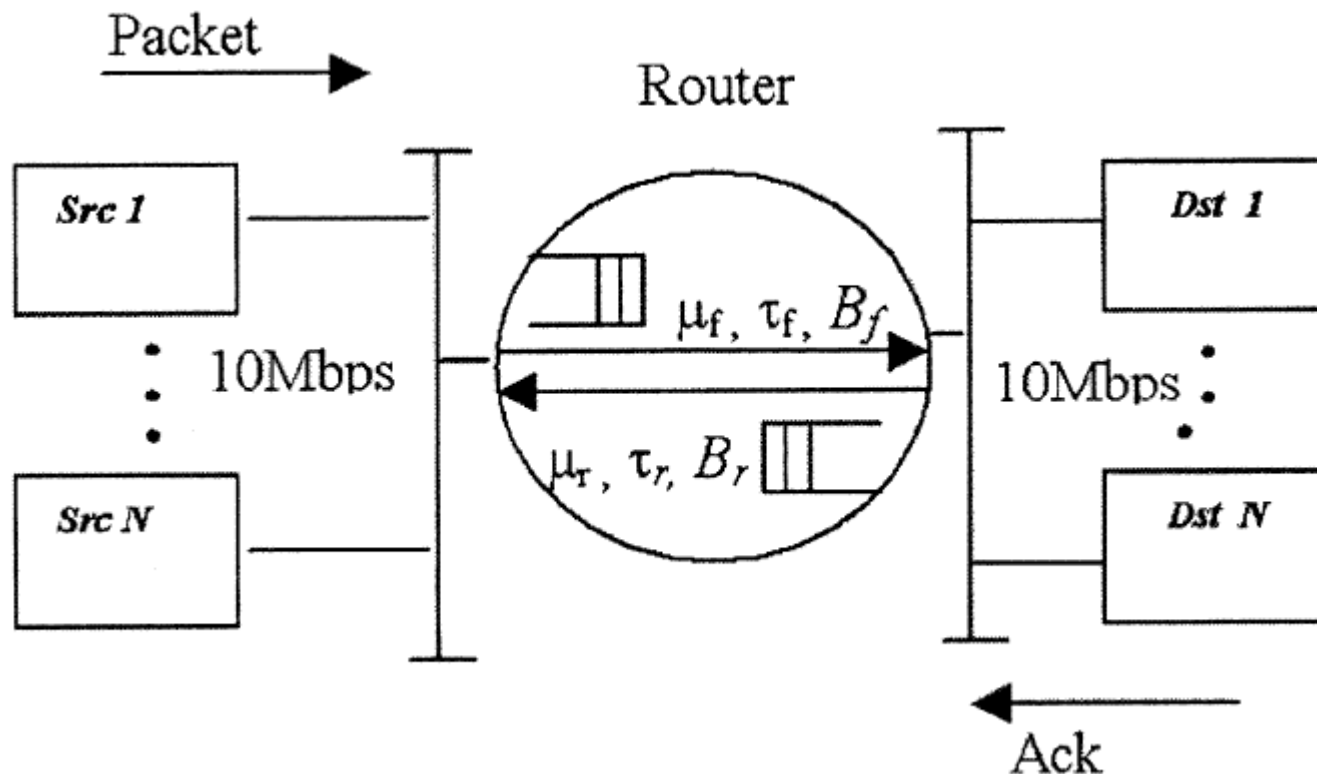 Packet
Router
Src 1
Dst 1
μf, τf, Bf
10Mbps
10Mbps
μr, τr, Br
Src N
Dst N
Ack